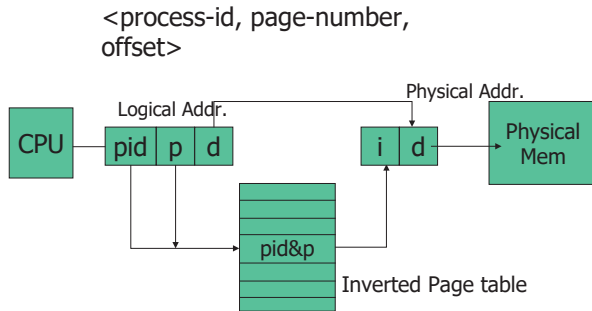 <process-id, page-number,
offset>
Logical Addr.
Physical Addr.
CPU
pid
p
d
i
d
Physical
Mem
pid&p
Inverted Page table